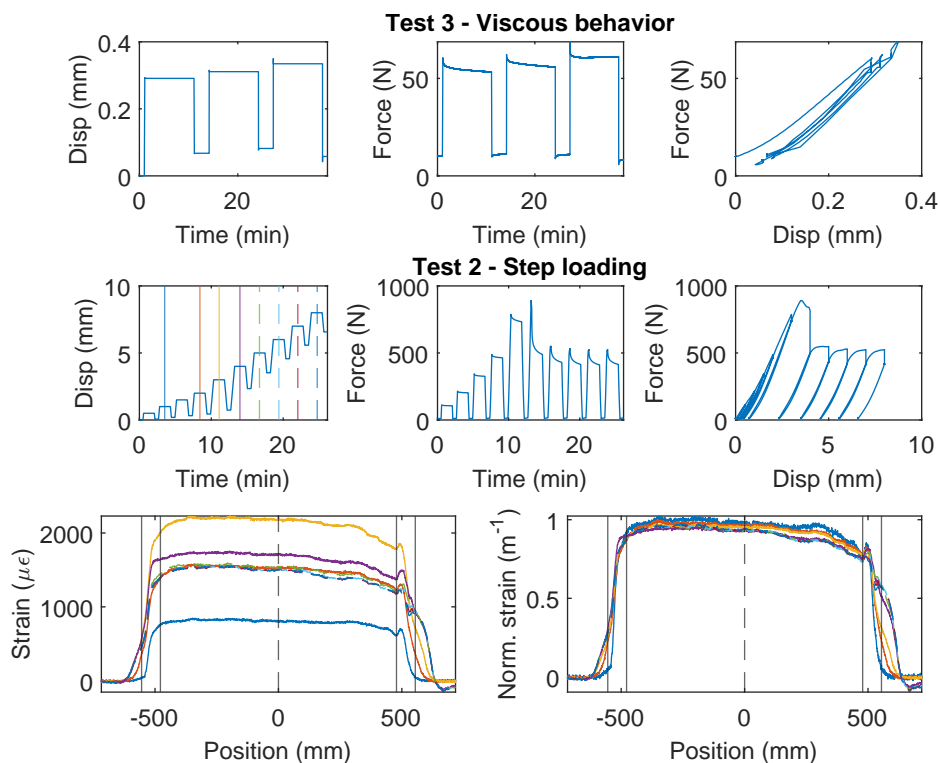 Test 3 - Viscous behavior
0.4
0.2
0
Disp (mm)
0 20
Time (min)
50
0
Force (N)
0 20
Time (min)
50
0
Force (N)
0 0.2 0.4
Disp (mm)
Test 2 - Step loading
10
5
0
Disp (mm)
0 10 20
Time (min)
1000
500
0
Force (N)
0 10 20
Time (min)
1000
500
0
Force (N)
0 5 10
Disp (mm)
2000
1000
0
Strain (με)
-500 0 500
Position (mm)
1
0.5
0
Norm. strain (m⁻¹)
-500 0 500
Position (mm)